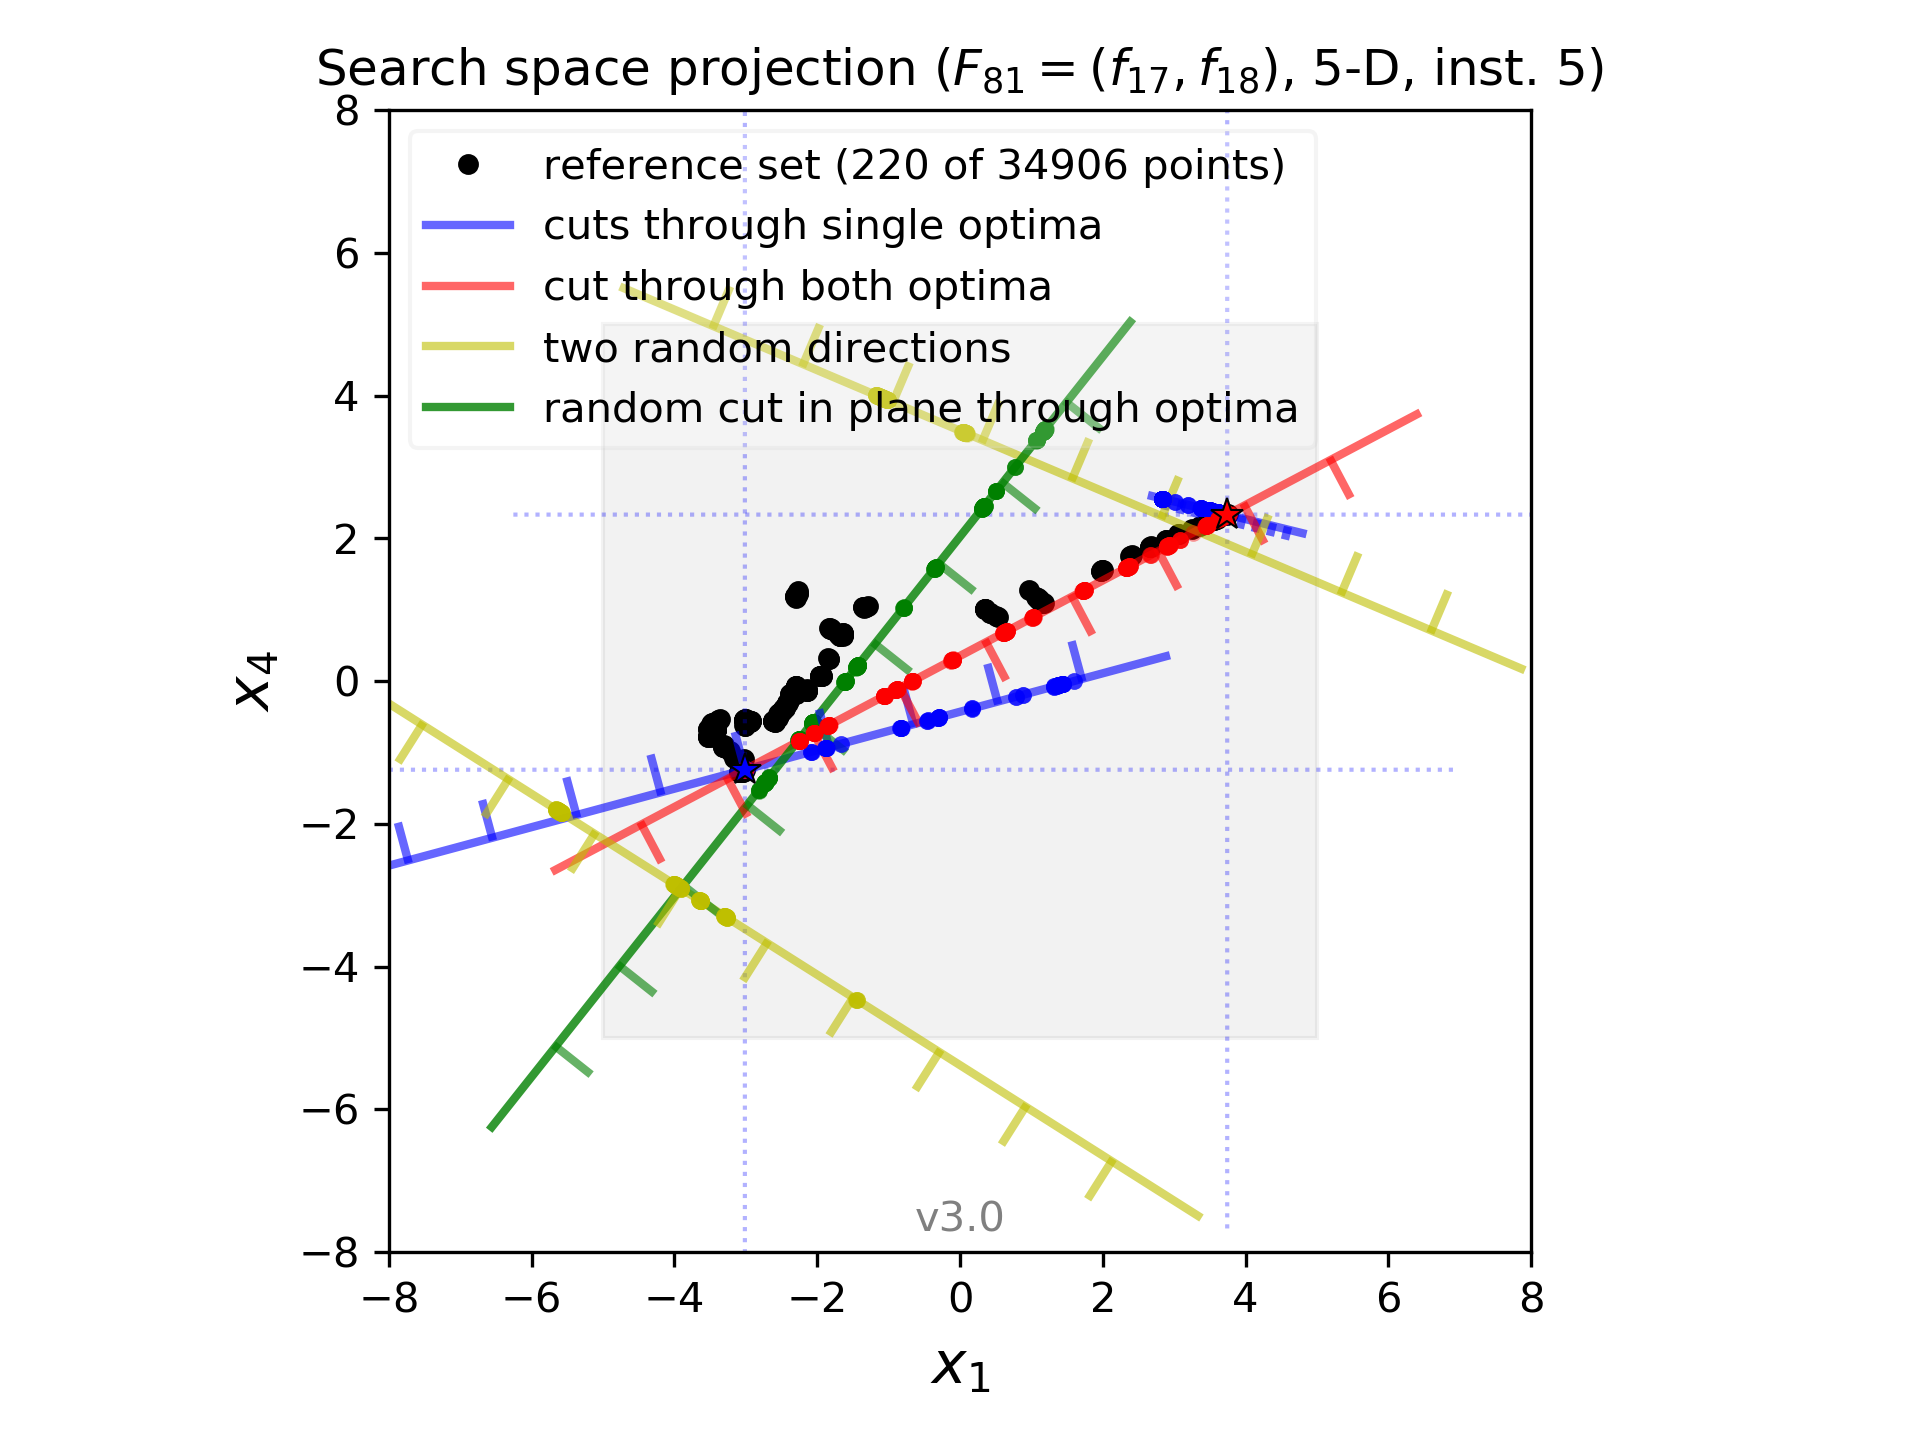 Search space projection (F₈₁ = (f₁₇, f₁₈), 5-D, inst. 5)
reference set (220 of 34906 points)
cuts through single optima
cut through both optima
two random directions
random cut in plane through optima
8
6
4
2
0
−2
−4
−6
−8
x₄
v3.0
−8 −6 −4 −2 0 2 4 6 8
x₁